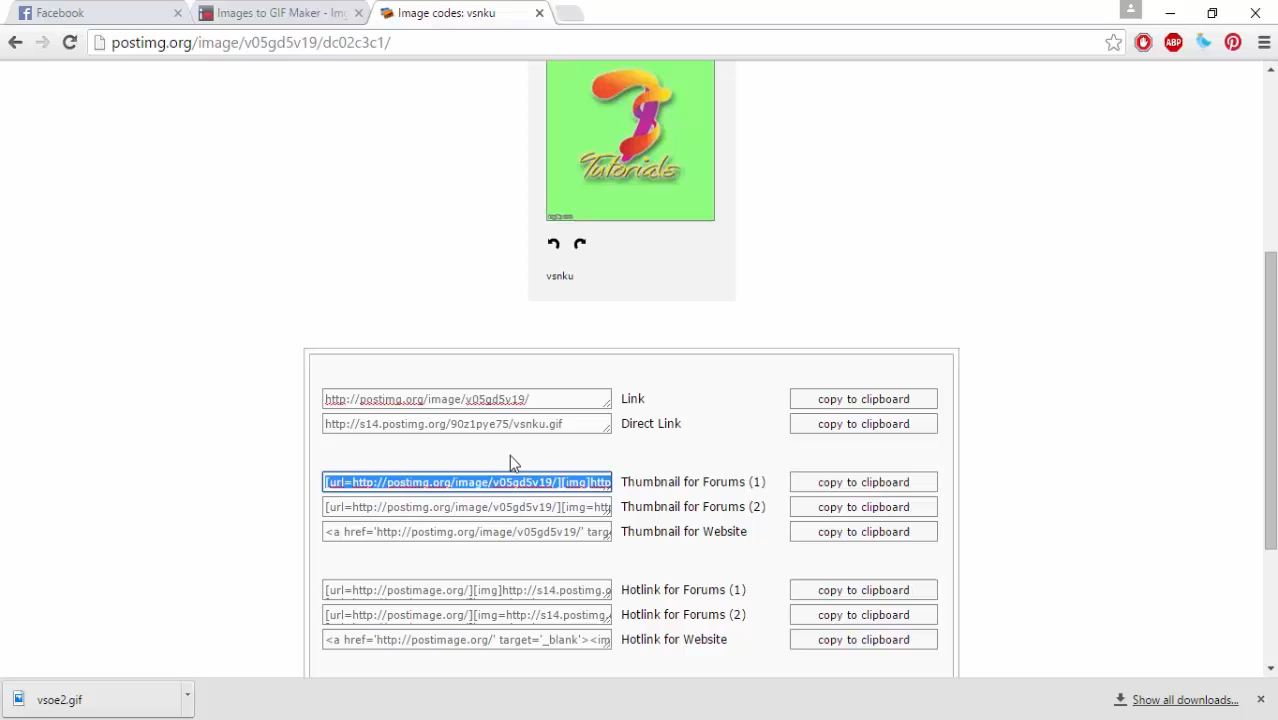 Facebook
Images to GIF Maker - Img
Image codes: vsnku
postimg.org/image/v05gd5v19/dc02c3c1/
ABP
Tutorials
vsnku
http://postimg.org/image/v05gd5v19/
Link
copy to clipboard
http://s14.postimg.org/90z1pye75/vsnku.gif
Direct Link
copy to clipboard
[url=http://postimg.org/image/v05gd5v19/][img]http
Thumbnail for Forums (1)
copy to clipboard
[url=http://postimg.org/image/v05gd5v19/][img=http
Thumbnail for Forums (2)
copy to clipboard
<a href='http://postimg.org/image/v05gd5v19/' targ
Thumbnail for Website
copy to clipboard
[url=http://postimage.org/][img]http://s14.postimg.o
Hotlink for Forums (1)
copy to clipboard
[url=http://postimage.org/][img=http://s14.postimg
Hotlink for Forums (2)
copy to clipboard
<a href='http://postimage.org/' target='_blank'><im
Hotlink for Website
copy to clipboard
vsoe2.gif
Show all downloads...